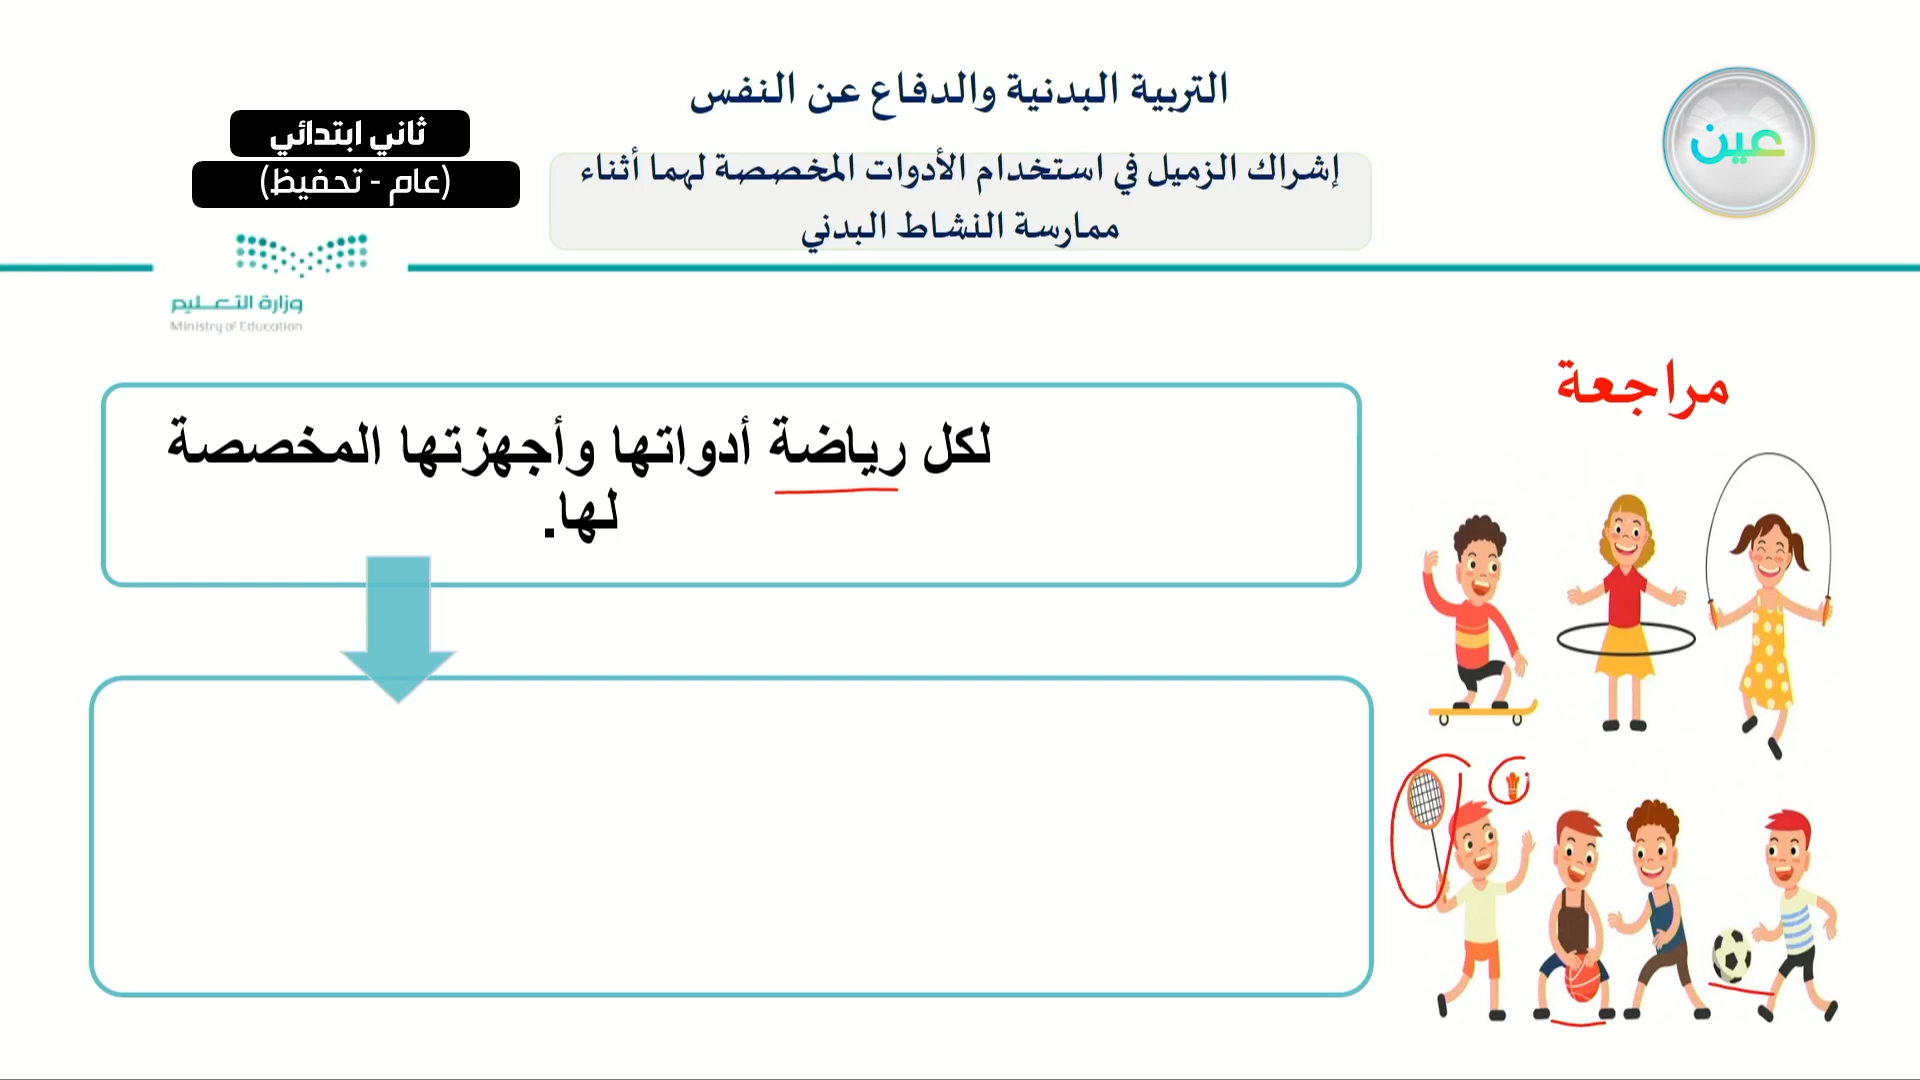 التربية البدنية والدفاع عن النفس
عين
ثاني ابتدائي
(عام - تحفيظ)
إشراك الزميل في استخدام الأدوات المخصصة لهما أثناء
ممارسة النشاط البدني
وزارة التعليم
Ministry of Education
مراجعة
لكل رياضة أدواتها وأجهزتها المخصصة
لها.